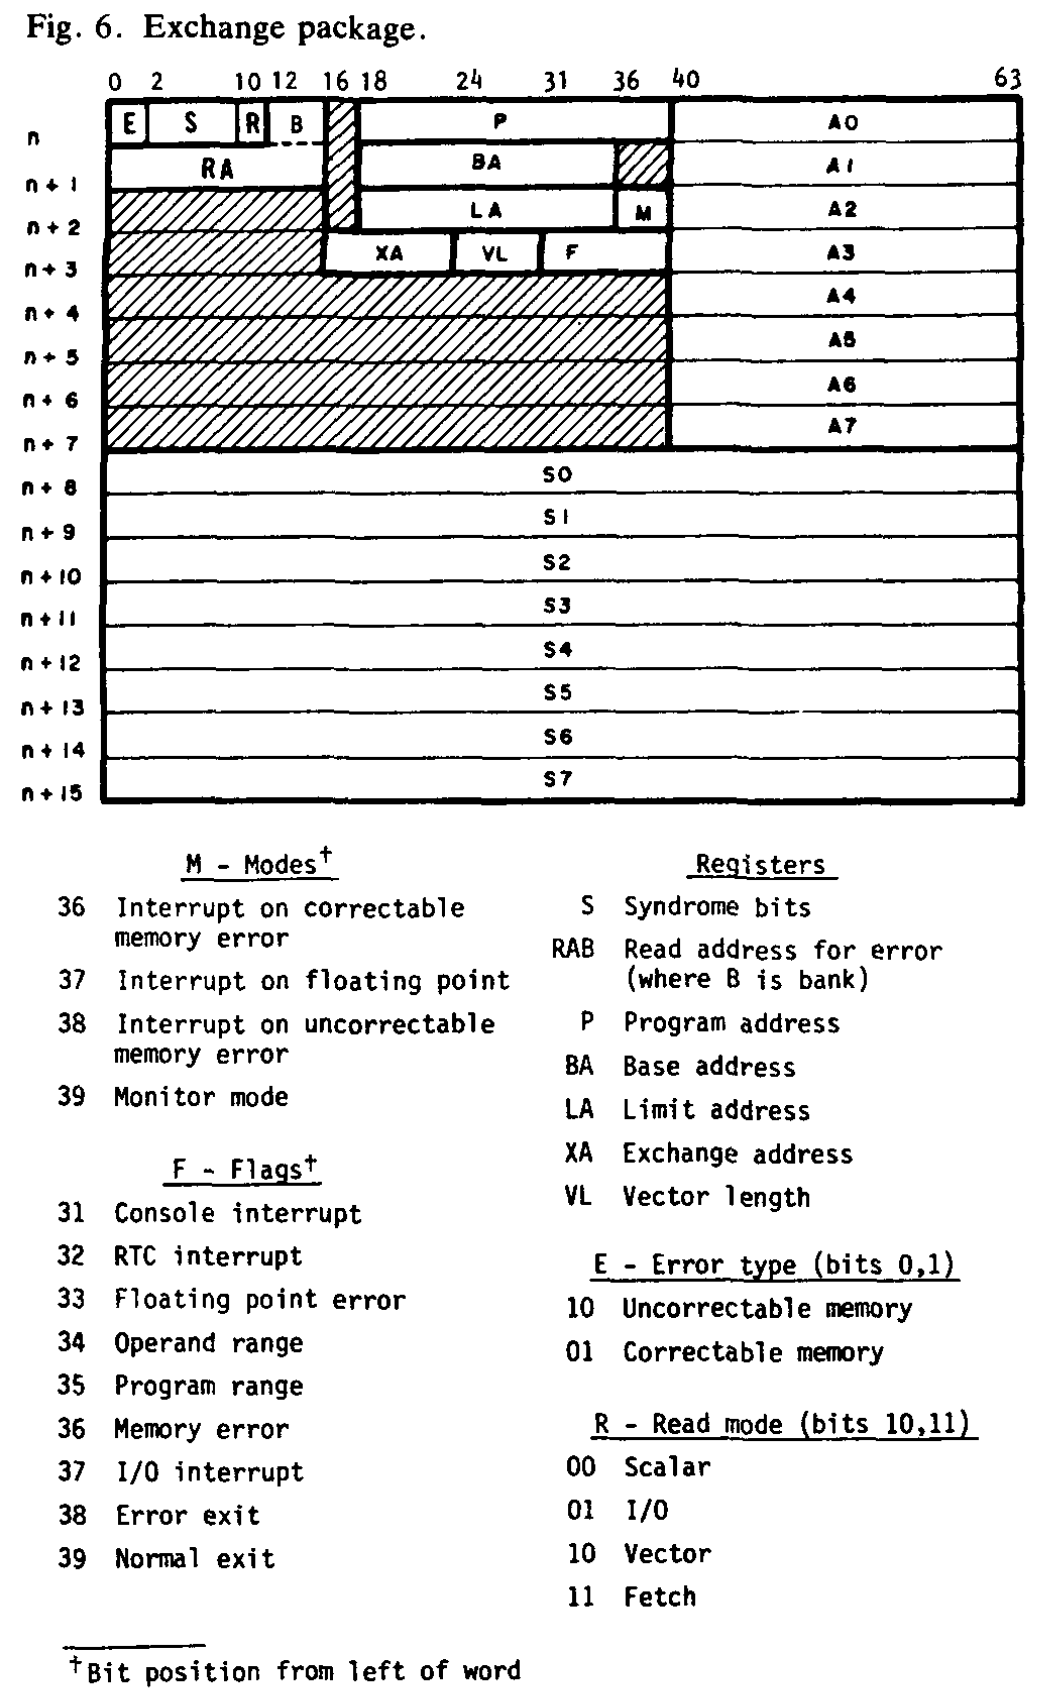 Fig. 6. Exchange package.
0 2 10 12 16 18 24 31 36 40 63
n E S R B P A0
n + 1 RA BA A1
n + 2 LA M A2
n + 3 XA VL F A3
n + 4 A4
n + 5 A5
n + 6 A6
n + 7 A7
n + 8 S0
n + 9 S1
n + 10 S2
n + 11 S3
n + 12 S4
n + 13 S5
n + 14 S6
n + 15 S7
M - Modes†
36 Interrupt on correctable
memory error
37 Interrupt on floating point
38 Interrupt on uncorrectable
memory error
39 Monitor mode
F - Flags†
31 Console interrupt
32 RTC interrupt
33 Floating point error
34 Operand range
35 Program range
36 Memory error
37 I/O interrupt
38 Error exit
39 Normal exit
Registers
S Syndrome bits
RAB Read address for error
(where B is bank)
P Program address
BA Base address
LA Limit address
XA Exchange address
VL Vector length
E - Error type (bits 0,1)
10 Uncorrectable memory
01 Correctable memory
R - Read mode (bits 10,11)
00 Scalar
01 I/O
10 Vector
11 Fetch
†Bit position from left of word